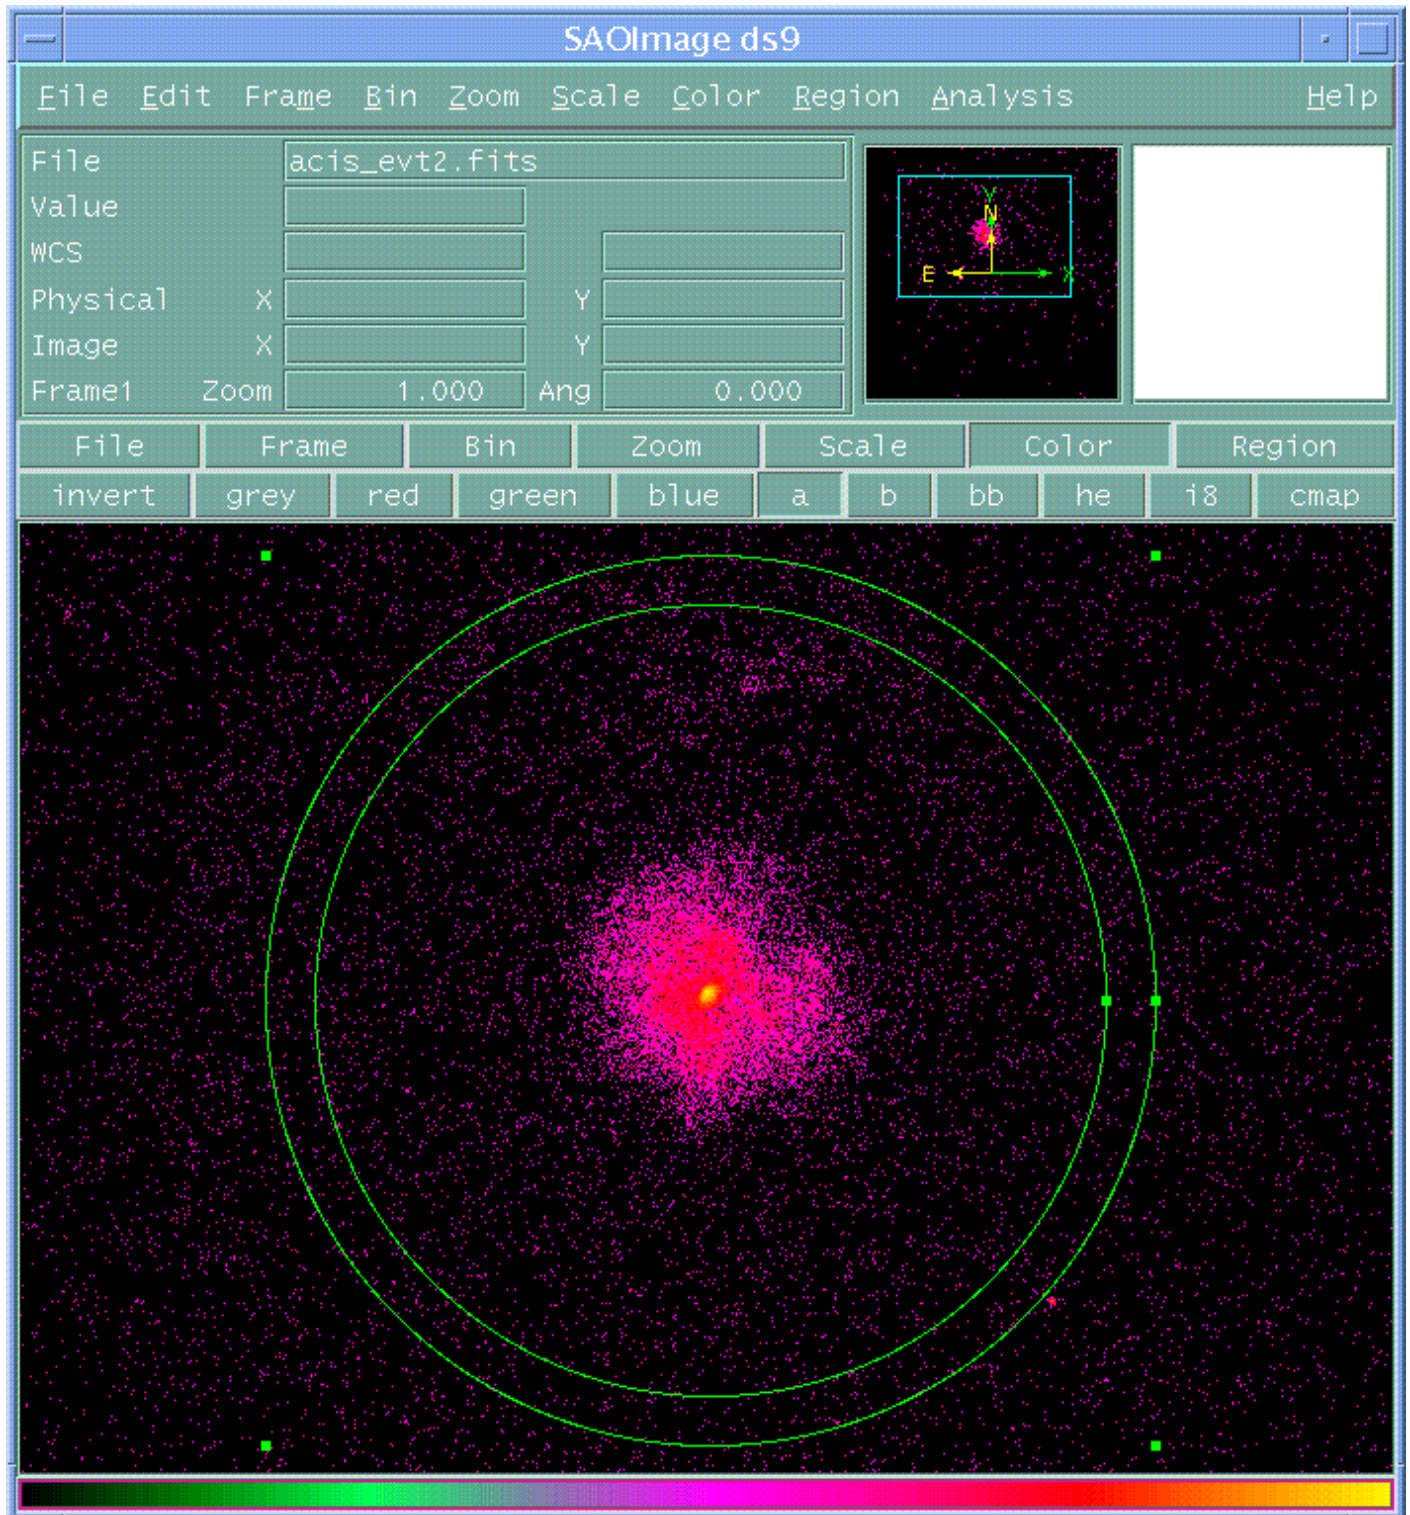 SAOImage ds9
File Edit Frame Bin Zoom Scale Color Region Analysis Help
File acis_evt2.fits
Value
WCS
Physical X Y
Image X Y
Frame1 Zoom 1.000 Ang 0.000
Y
N
E X
File Frame Bin Zoom Scale Color Region
invert grey red green blue a b bb he i8 cmap